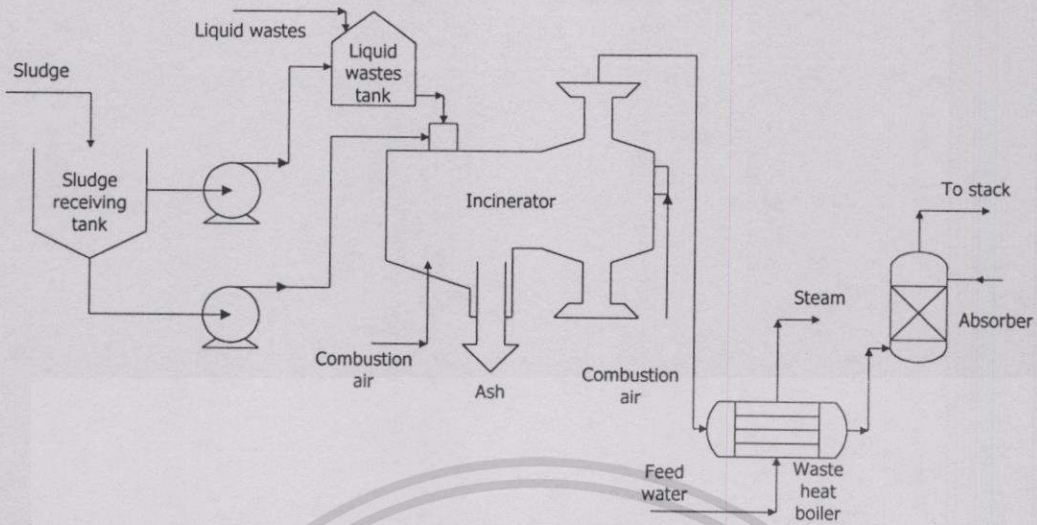 Liquid wastes
Liquid
wastes
tank
Sludge
Sludge
receiving
tank
Incinerator
To stack
Steam
Absorber
Combustion
air
Ash
Combustion
air
Feed
water
Waste
heat
boiler